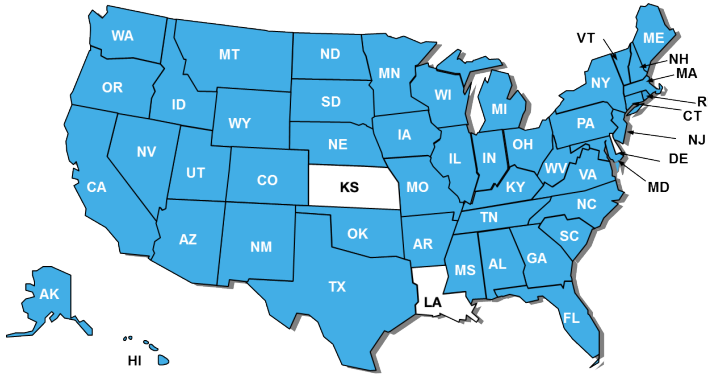 WA
OR
CA
NV
ID
MT
WY
UT
AZ
CO
NM
ND
SD
NE
KS
OK
TX
MN
IA
MO
AR
LA
WI
IL
MI
IN
OH
KY
TN
MS
AL
GA
FL
SC
NC
VA
WV
PA
NY
VT
ME
NH
MA
R
CT
NJ
DE
MD
AK
HI